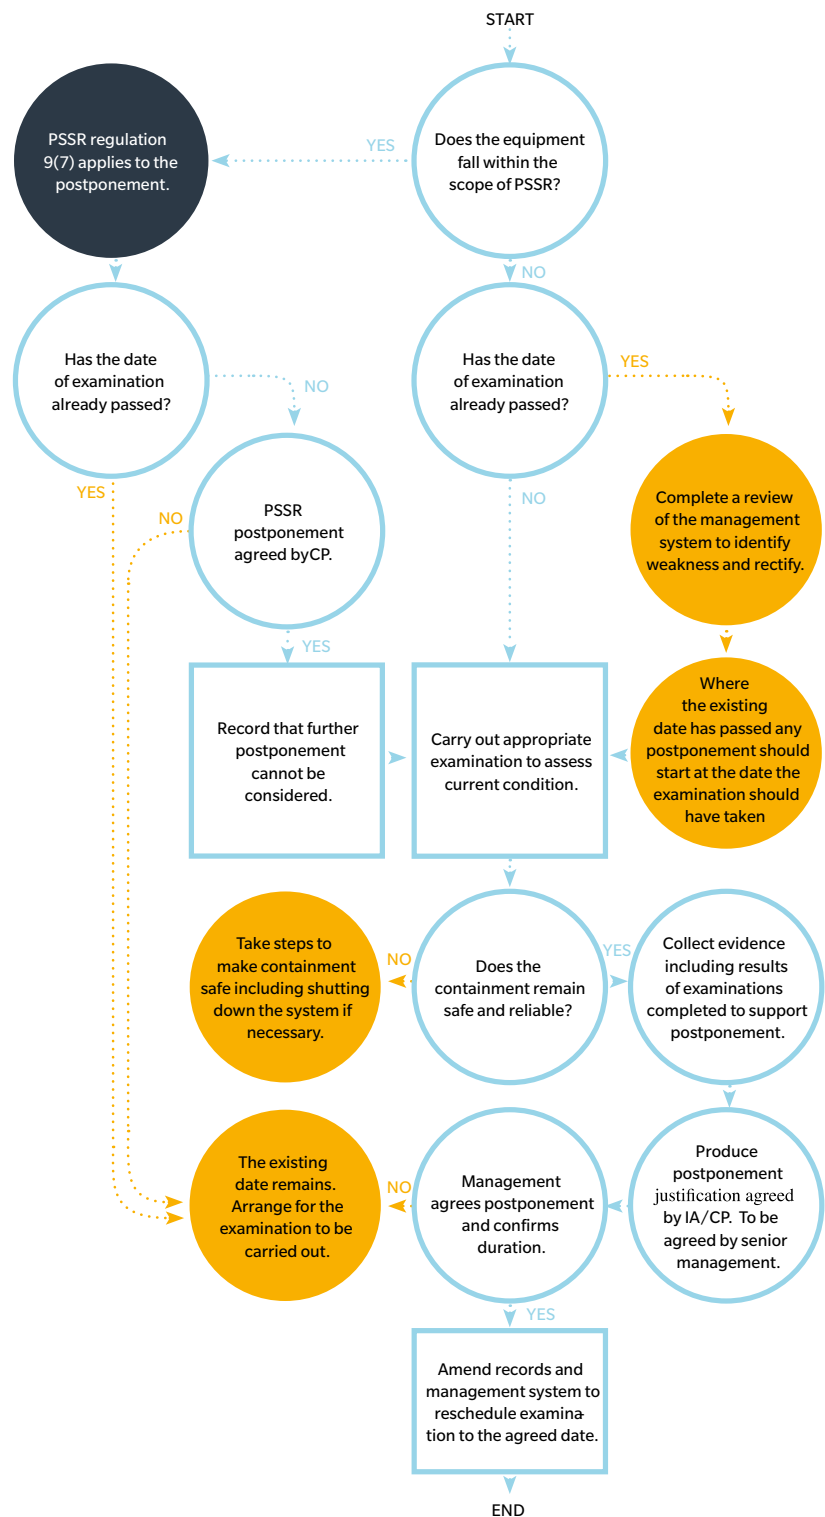 START
PSSR regulation
9(7) applies to the
postponement.
YES
Does the equipment
fall within the
scope of PSSR?
NO
Has the date
of examination
already passed?
NO
Has the date
of examination
already passed?
YES
YES
NO
PSSR
postponement
agreed byCP.
YES
NO
Complete a review
of the management
system to identify
weakness and rectify.
Record that further
postponement
cannot be
considered.
Carry out appropriate
examination to assess
current condition.
Where
the existing
date has passed any
postponement should
start at the date the
examination should
have taken
Take steps to
make containment
safe including shutting
down the system if
necessary.
NO
Does the
containment remain
safe and reliable?
YES
Collect evidence
including results
of examinations
completed to support
postponement.
The existing
date remains.
Arrange for the
examination to be
carried out.
NO
Management
agrees postponement
and confirms
duration.
Produce
postponement
justification agreed
by IA/CP. To be
agreed by senior
management.
YES
Amend records and
management system to
reschedule examina-
tion to the agreed date.
END